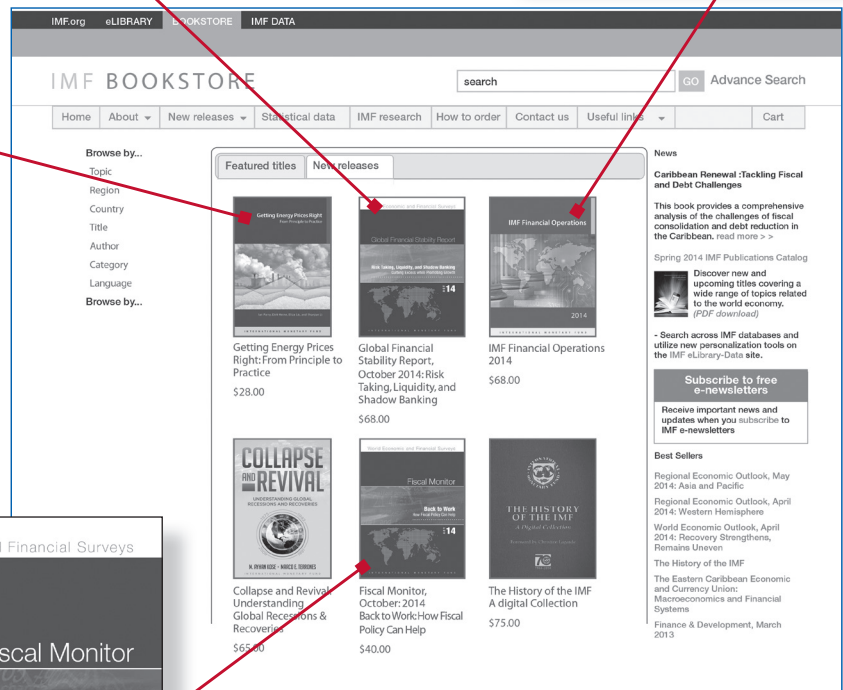 IMF.org eLIBRARY BOOKSTORE IMF DATA
IMF BOOKSTORE
search
GO Advance Search
Home About New releases Statistical data IMF research How to order Contact us Useful links Cart
Browse by...
Topic
Region
Country
Title
Author
Category
Language
Browse by...
Featured titles New releases
Getting Energy Prices Right
From Principle to Practice
INTERNATIONAL MONETARY FUND
Getting Energy Prices
Right:From Principle to
Practice
$28.00
Economic and Financial Surveys
Global Financial Stability Report
Risk Taking, Liquidity, and Shadow Banking
Curbing Excess while Promoting Growth
14
Global Financial
Stability Report,
October 2014: Risk
Taking, Liquidity, and
Shadow Banking
$68.00
IMF Financial Operations
2014
INTERNATIONAL MONETARY FUND
IMF Financial Operations
2014
$68.00
COLLAPSE
AND REVIVAL
UNDERSTANDING GLOBAL
RECESSIONS AND RECOVERIES
M. AYHAN KOSE • MARCO E. TERRONES
Collapse and Revival:
Understanding
Global Recessions &
Recoveries
$65.00
World Economic and Financial Surveys
Fiscal Monitor
Back to Work
How Fiscal Policy Can Help
14
Fiscal Monitor,
October: 2014
Back to Work:How Fiscal
Policy Can Help
$40.00
THE HISTORY
OF THE IMF
A Digital Collection
The History of the IMF
A digital Collection
$75.00
News
Caribbean Renewal :Tackling Fiscal
and Debt Challenges
This book provides a comprehensive
analysis of the challenges of fiscal
consolidation and debt reduction in
the Caribbean. read more > >
Spring 2014 IMF Publications Catalog
Discover new and
upcoming titles covering a
wide range of topics related
to the world economy.
(PDF download)
- Search across IMF databases and
utilize new personalization tools on
the IMF eLibrary-Data site.
Subscribe to free
e-newsletters
Receive important news and
updates when you subscribe to
IMF e-newsletters
Best Sellers
Regional Economic Outlook, May
2014: Asia and Pacific
Regional Economic Outlook, April
2014: Western Hemisphere
World Economic Outlook, April
2014: Recovery Strengthens,
Remains Uneven
The History of the IMF
The Eastern Caribbean Economic
and Currency Union:
Macroeconomics and Financial
Systems
Finance & Development, March
2013
Financial Surveys
scal Monitor